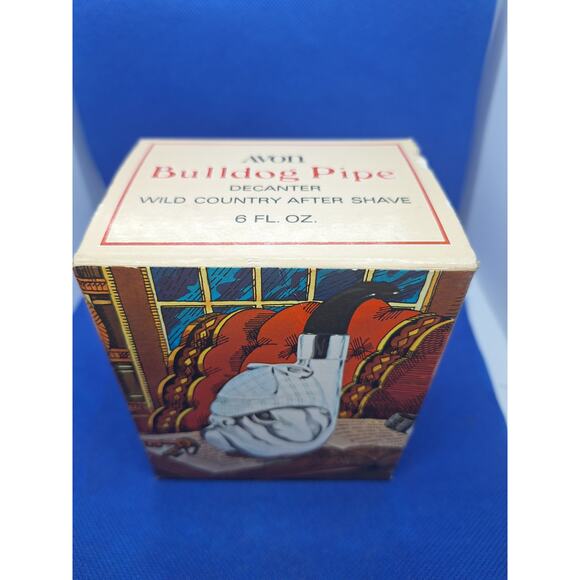 AVON
Bulldog Pipe
DECANTER
WILD COUNTRY AFTER SHAVE
6 FL. OZ.